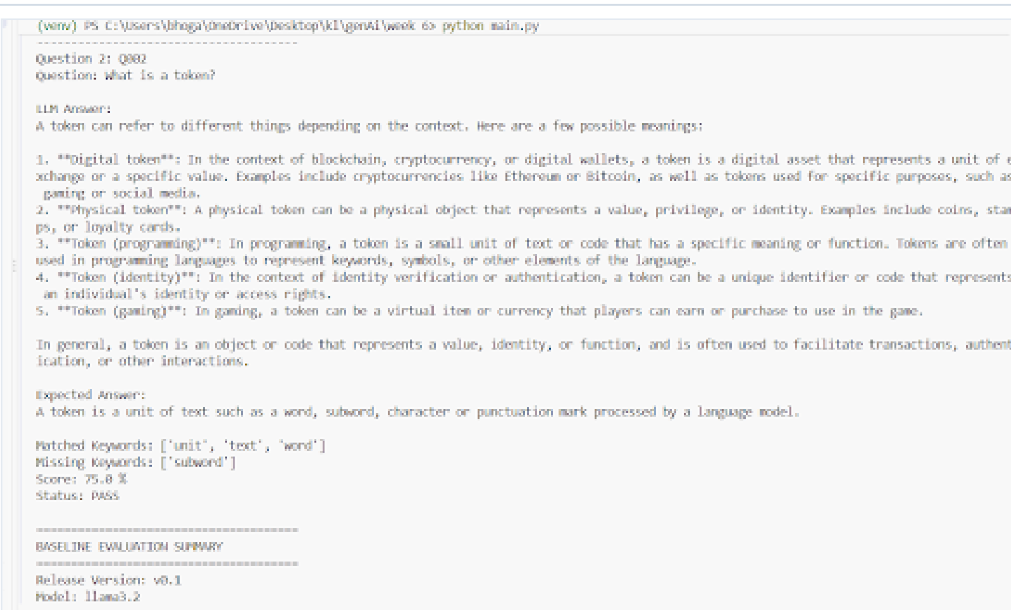 (venv) PS C:\Users\bhoga\OneDrive\Desktop\kl\genAi\week 6> python main.py
----------------------------------------
Question 2: Q002
Question: What is a token?
LLM Answer:
A token can refer to different things depending on the context. Here are a few possible meanings:
1. **Digital token**: In the context of blockchain, cryptocurrency, or digital wallets, a token is a digital asset that represents a unit of e
xchange or a specific value. Examples include cryptocurrencies like Ethereum or Bitcoin, as well as tokens used for specific purposes, such as
gaming or social media.
2. **Physical token**: A physical token can be a physical object that represents a value, privilege, or identity. Examples include coins, stam
ps, or loyalty cards.
3. **Token (programming)**: In programming, a token is a small unit of text or code that has a specific meaning or function. Tokens are often
used in programming languages to represent keywords, symbols, or other elements of the language.
4. **Token (identity)**: In the context of identity verification or authentication, a token can be a unique identifier or code that represents
an individual's identity or access rights.
5. **Token (gaming)**: In gaming, a token can be a virtual item or currency that players can earn or purchase to use in the game.
In general, a token is an object or code that represents a value, identity, or function, and is often used to facilitate transactions, authent
ication, or other interactions.
Expected Answer:
A token is a unit of text such as a word, subword, character or punctuation mark processed by a language model.
Matched Keywords: ['unit', 'text', 'word']
Missing Keywords: ['subword']
Score: 75.0 %
Status: PASS
========================================
BASELINE EVALUATION SUMMARY
========================================
Release Version: v0.1
Model: llama3.2